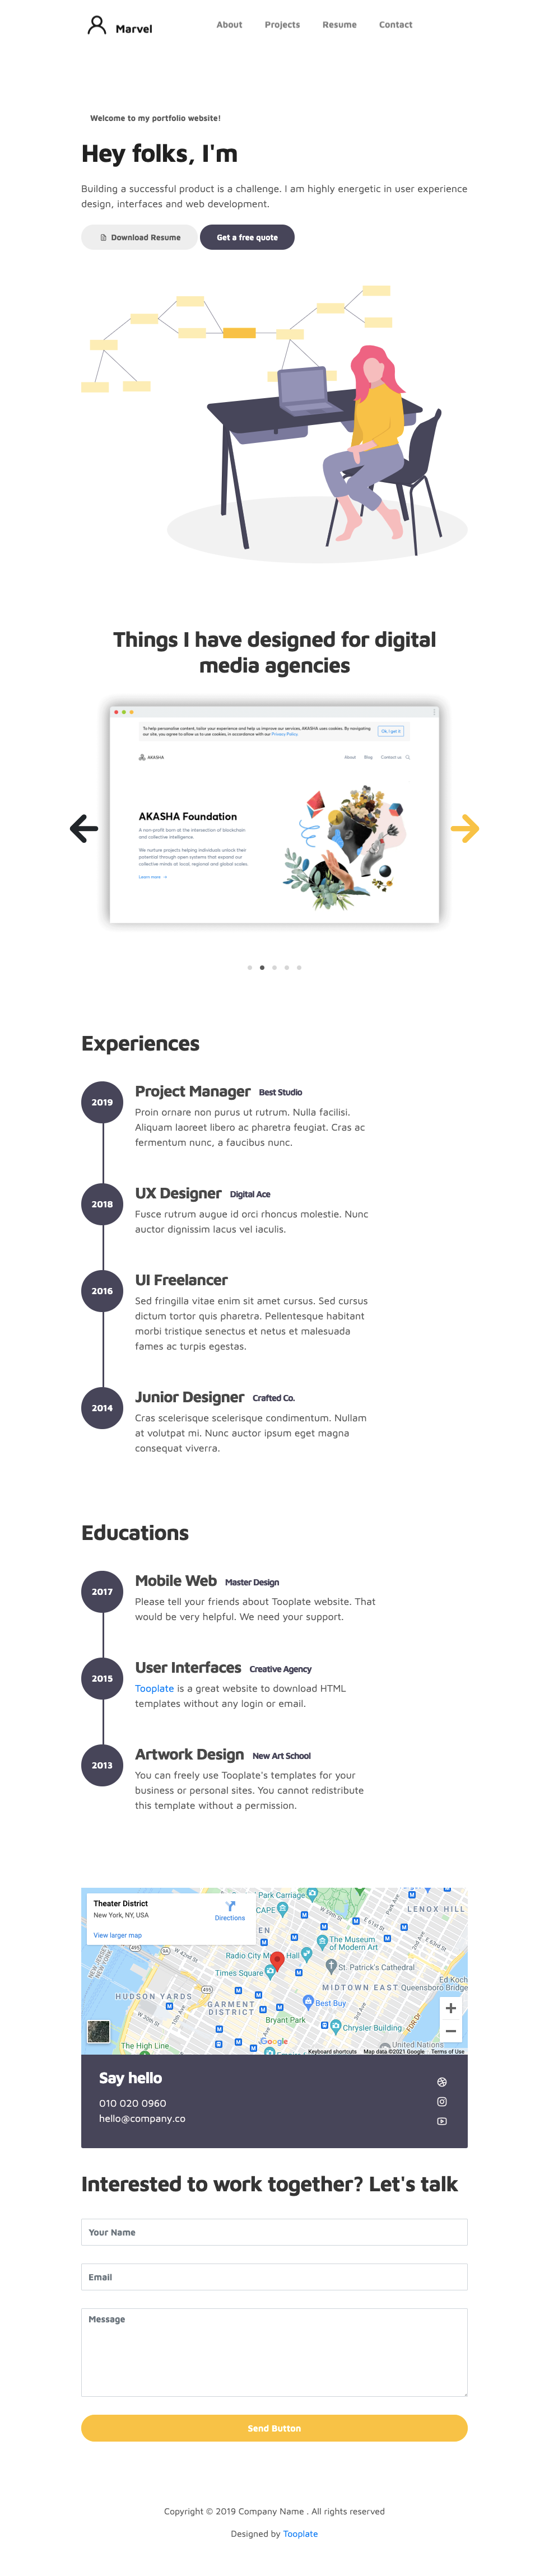 Marvel
About
Projects
Resume
Contact
Welcome to my portfolio website!
Hey folks, I'm
Building a successful product is a challenge. I am highly energetic in user experience
design, interfaces and web development.
Download Resume
Get a free quote
Things I have designed for digital
media agencies
To help personalise content, tailor your experience and help us improve our services, AKASHA uses cookies. By navigating
our site, you agree to allow us to use cookies, in accordance with our Privacy Policy
Ok, I get it
AKASHA
About
Blog
Contact us
AKASHA Foundation
A non-profit born at the intersection of blockchain
and collective intelligence.
We nurture projects helping individuals unlock their
potential through open systems that expand our
collective minds at local, regional and global scales.
Learn more →
Experiences
2019
Project Manager Best Studio
Proin ornare non purus ut rutrum. Nulla facilisi.
Aliquam laoreet libero ac pharetra feugiat. Cras ac
fermentum nunc, a faucibus nunc.
2018
UX Designer Digital Ace
Fusce rutrum augue id orci rhoncus molestie. Nunc
auctor dignissim lacus vel iaculis.
2016
UI Freelancer
Sed fringilla vitae enim sit amet cursus. Sed cursus
dictum tortor quis pharetra. Pellentesque habitant
morbi tristique senectus et netus et malesuada
fames ac turpis egestas.
2014
Junior Designer Crafted Co.
Cras scelerisque scelerisque condimentum. Nullam
at volutpat mi. Nunc auctor ipsum eget magna
consequat viverra.
Educations
2017
Mobile Web Master Design
Please tell your friends about Tooplate website. That
would be very helpful. We need your support.
2015
User Interfaces Creative Agency
Tooplate is a great website to download HTML
templates without any login or email.
2013
Artwork Design New Art School
You can freely use Tooplate's templates for your
business or personal sites. You cannot redistribute
this template without a permission.
Theater District
New York, NY, USA
Directions
View larger map
Park Carriage
CAPE
LENOX HILL
E 61st St
E 53rd St
Park Ave
The Museum
of Modern Art
Radio City M Hall
St. Patrick's Cathedral
Times Square
W 42nd St
495
MIDTOWN EAST
Ed Koch
Queensboro Bridge
HUDSON YARDS
GARMENT
DISTRICT
Best Buy
Bryant Park
Chrysler Building
W 30th St
The High Line
Google
United Nations
Keyboard shortcuts
Map data ©2021 Google
Terms of Use
Say hello
010 020 0960
hello@company.co
Interested to work together? Let's talk
Your Name
Email
Message
Send Button
Copyright © 2019 Company Name . All rights reserved
Designed by Tooplate